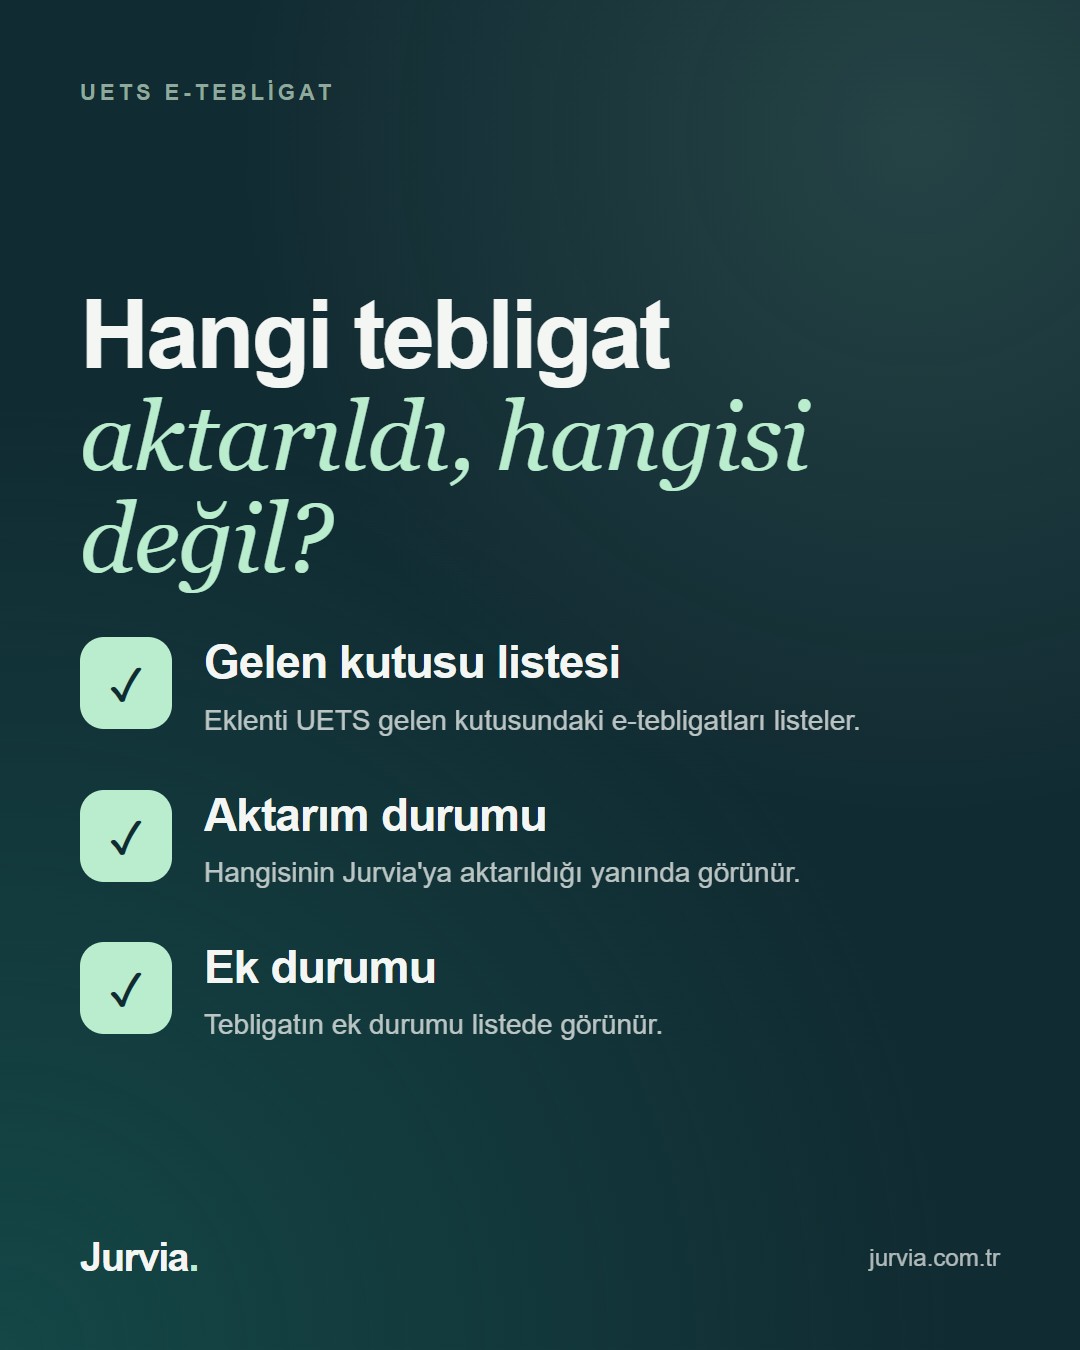 UETS E-TEBLİGAT
Hangi tebligat
aktarıldı, hangisi
değil?
✓ Gelen kutusu listesi
Eklenti UETS gelen kutusundaki e-tebligatları listeler.
✓ Aktarım durumu
Hangisinin Jurvia'ya aktarıldığı yanında görünür.
✓ Ek durumu
Tebligatın ek durumu listede görünür.
Jurvia.
jurvia.com.tr